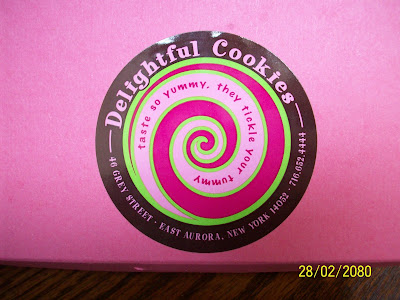 Delightful Cookies
taste so yummy, they tickle your tummy
46 GREY STREET · EAST AURORA, NEW YORK 14052 · 716.652.4444
28/02/2080